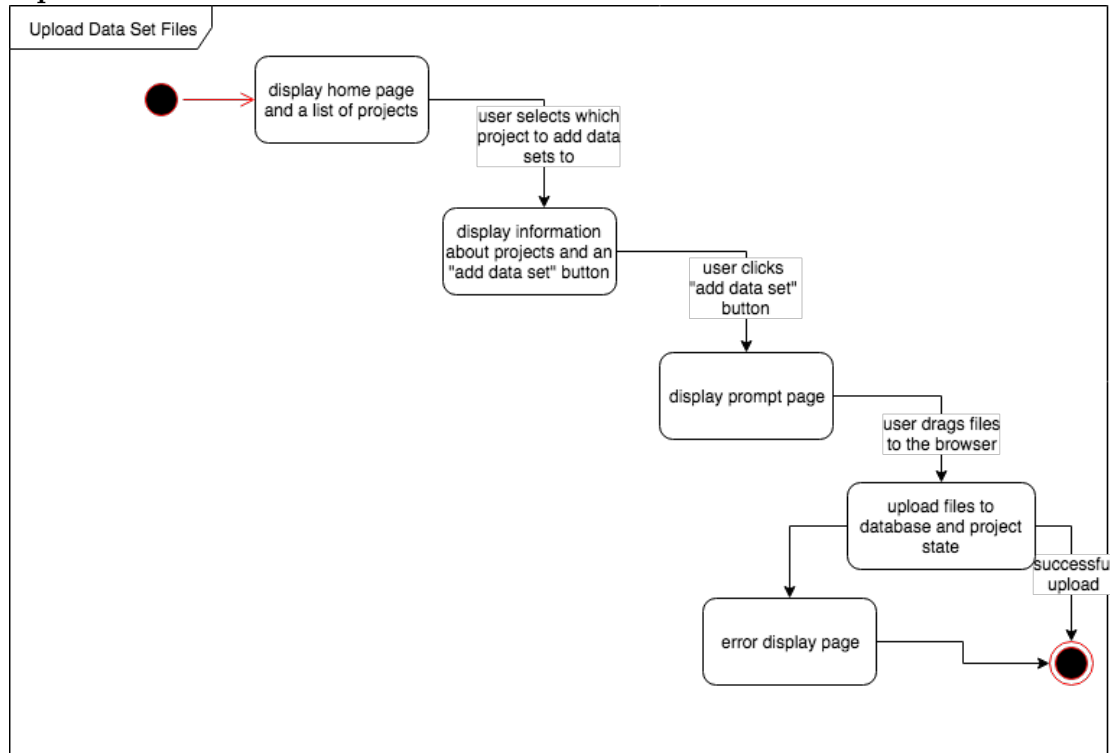 Upload Data Set Files
display home page
and a list of projects
user selects which
project to add data
sets to
display information
about projects and an
"add data set" button
user clicks
"add data set"
button
display prompt page
user drags files
to the browser
upload files to
database and project
state
successfu
upload
error display page